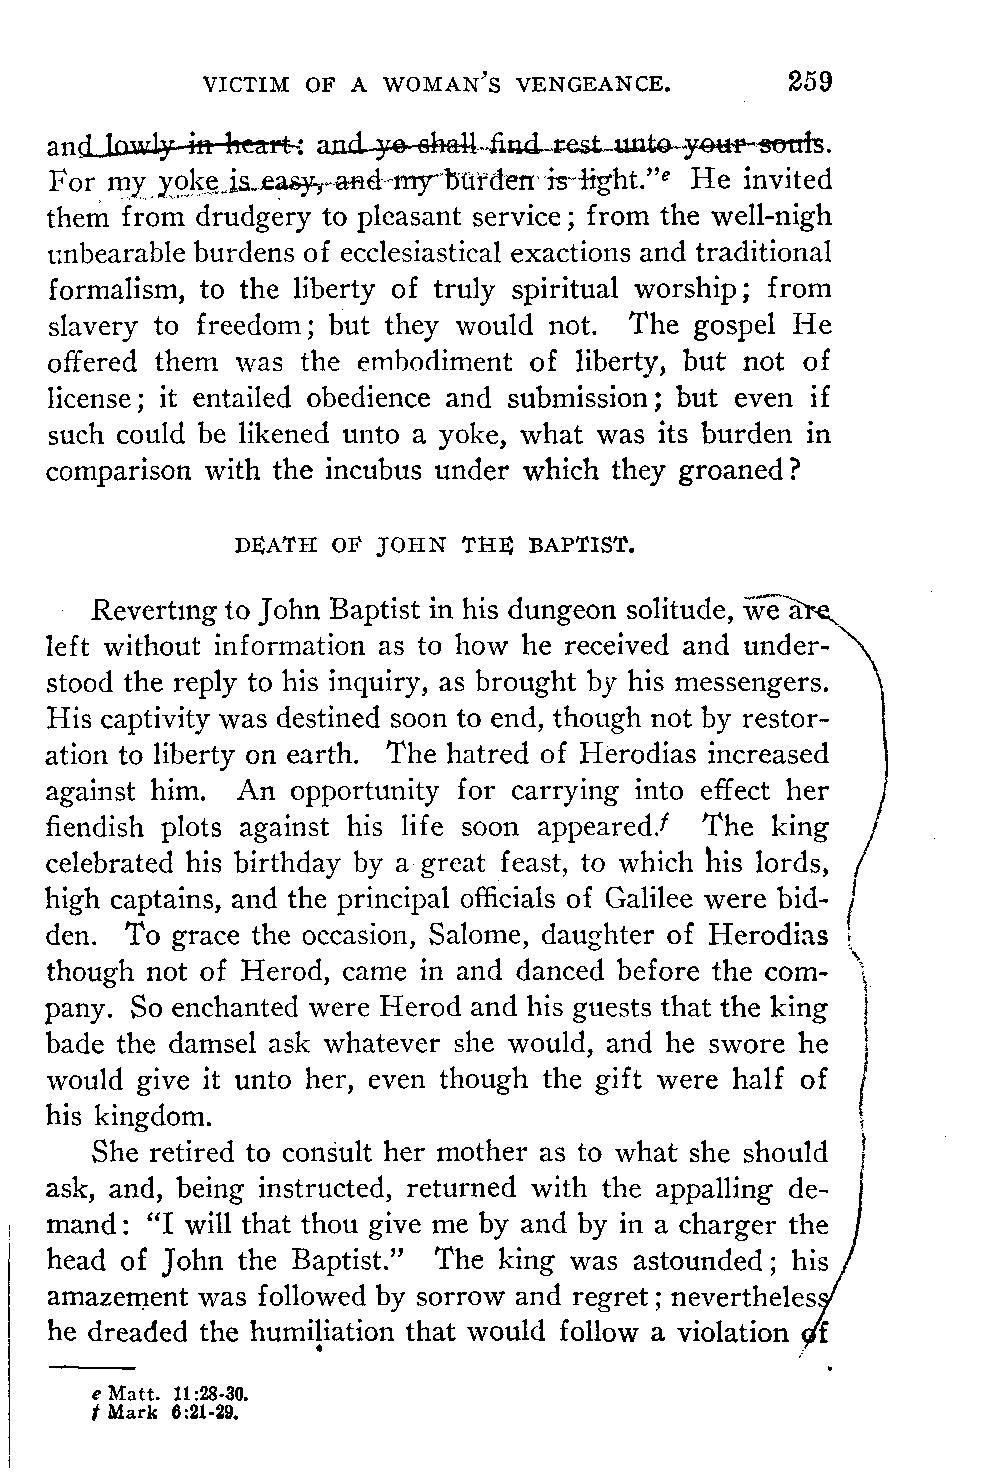 VICTIM OF A WOMAN'S VENGEANCE. 259
and lowly in heart: and ye shall find rest unto your souls.
For my yoke is easy, and my burden is light."e He invited
them from drudgery to pleasant service; from the well-nigh
unbearable burdens of ecclesiastical exactions and traditional
formalism, to the liberty of truly spiritual worship; from
slavery to freedom; but they would not. The gospel He
offered them was the embodiment of liberty, but not of
license; it entailed obedience and submission; but even if
such could be likened unto a yoke, what was its burden in
comparison with the incubus under which they groaned?
DEATH OF JOHN THE BAPTIST.
Reverting to John Baptist in his dungeon solitude, we are
left without information as to how he received and under-
stood the reply to his inquiry, as brought by his messengers.
His captivity was destined soon to end, though not by restor-
ation to liberty on earth. The hatred of Herodias increased
against him. An opportunity for carrying into effect her
fiendish plots against his life soon appeared.f The king
celebrated his birthday by a great feast, to which his lords,
high captains, and the principal officials of Galilee were bid-
den. To grace the occasion, Salome, daughter of Herodias
though not of Herod, came in and danced before the com-
pany. So enchanted were Herod and his guests that the king
bade the damsel ask whatever she would, and he swore he
would give it unto her, even though the gift were half of
his kingdom.
She retired to consult her mother as to what she should
ask, and, being instructed, returned with the appalling de-
mand: "I will that thou give me by and by in a charger the
head of John the Baptist." The king was astounded; his
amazement was followed by sorrow and regret; nevertheless
he dreaded the humiliation that would follow a violation of
e Matt. 11:28-30.
f Mark 6:21-29.